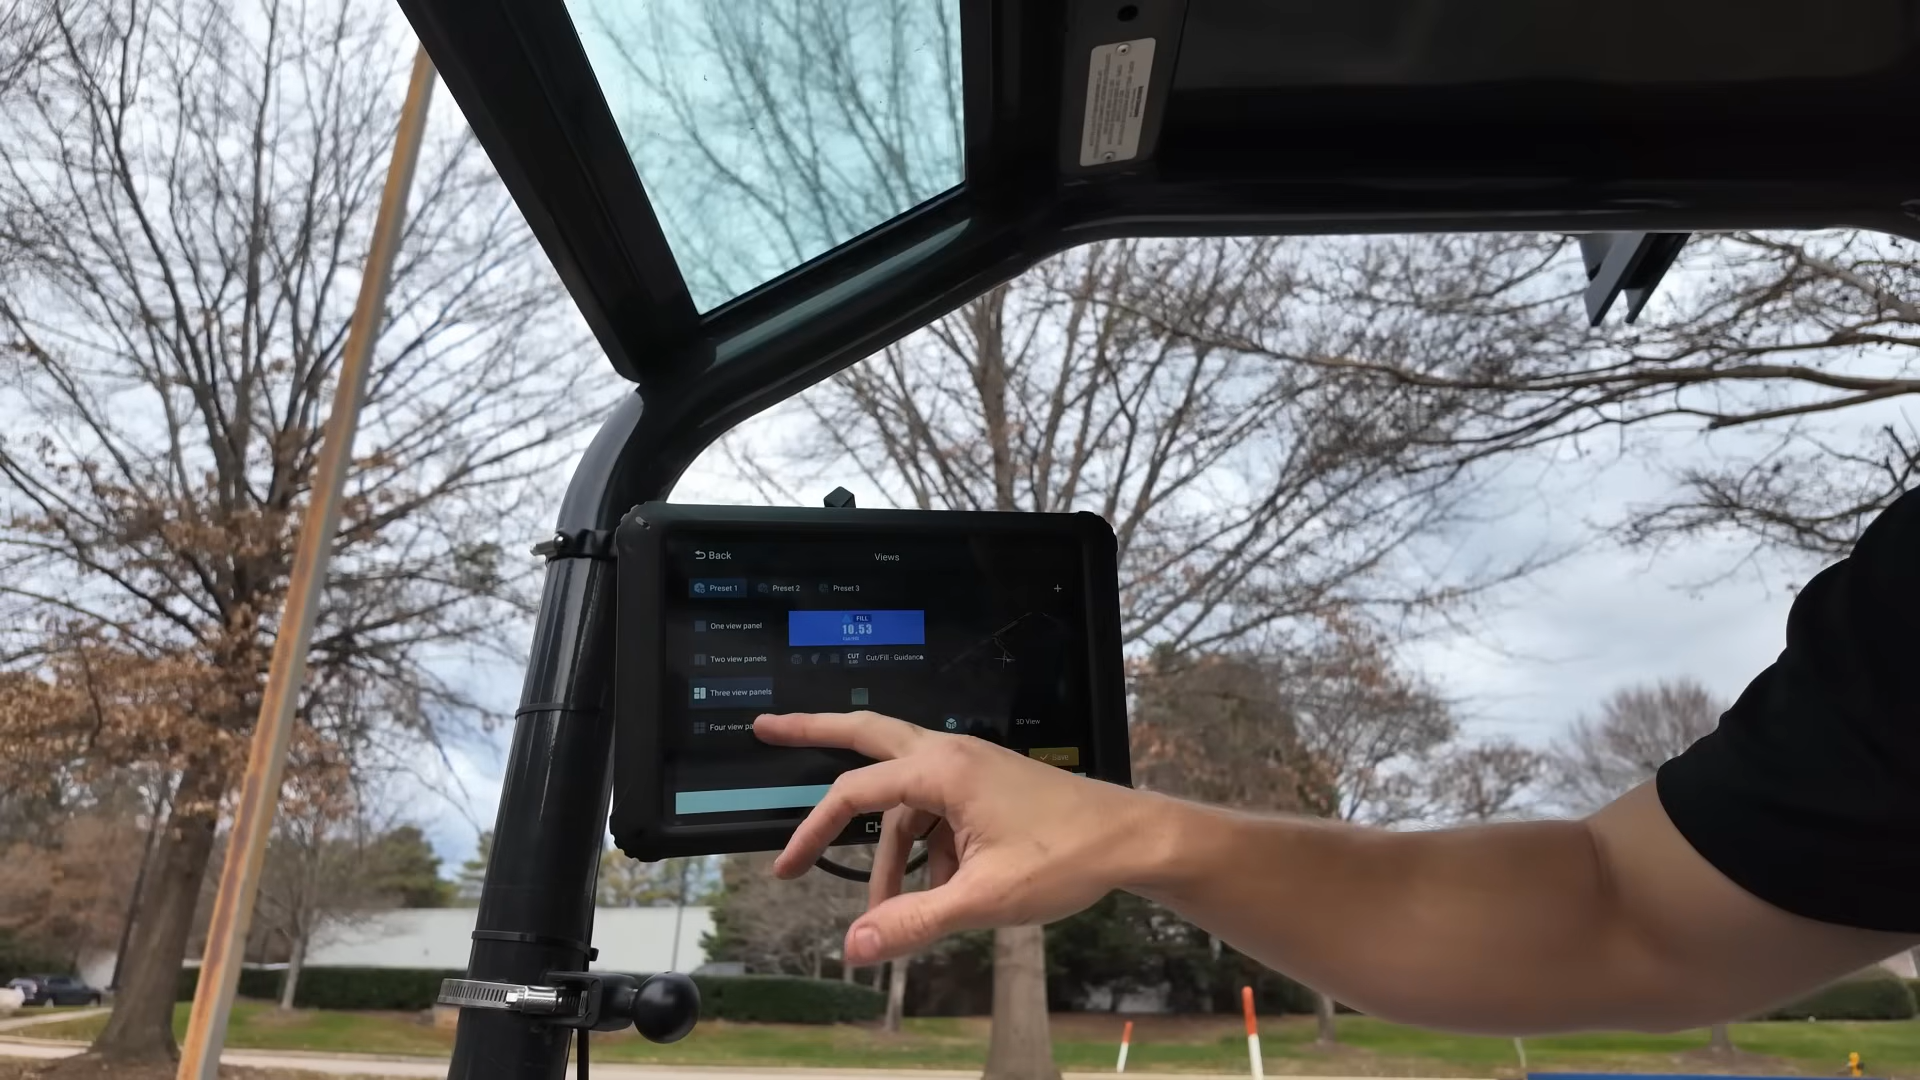 Back
Views
Preset 1
Preset 2
Preset 3
+
One view panel
FILL
10.53
Two view panels
CUT
Cut/Fill - Guidance
Three view panels
Four view pa
3D View
Save
CH